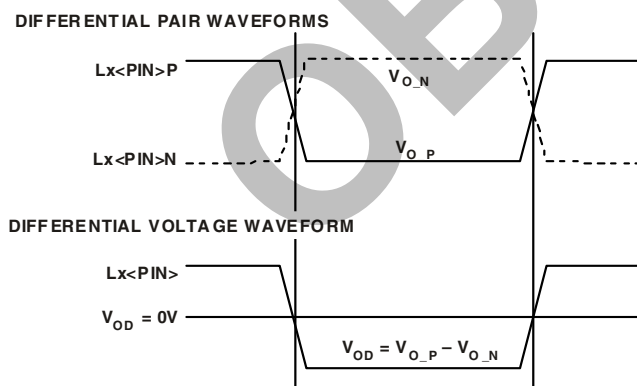 DIFFERENTIAL PAIR WAVEFORMS
Lx<PIN>P
V_O_N
Lx<PIN>N
V_O_P
DIFFERENTIAL VOLTAGE WAVEFORM
Lx<PIN>
V_OD = 0V
V_OD = V_O_P – V_O_N